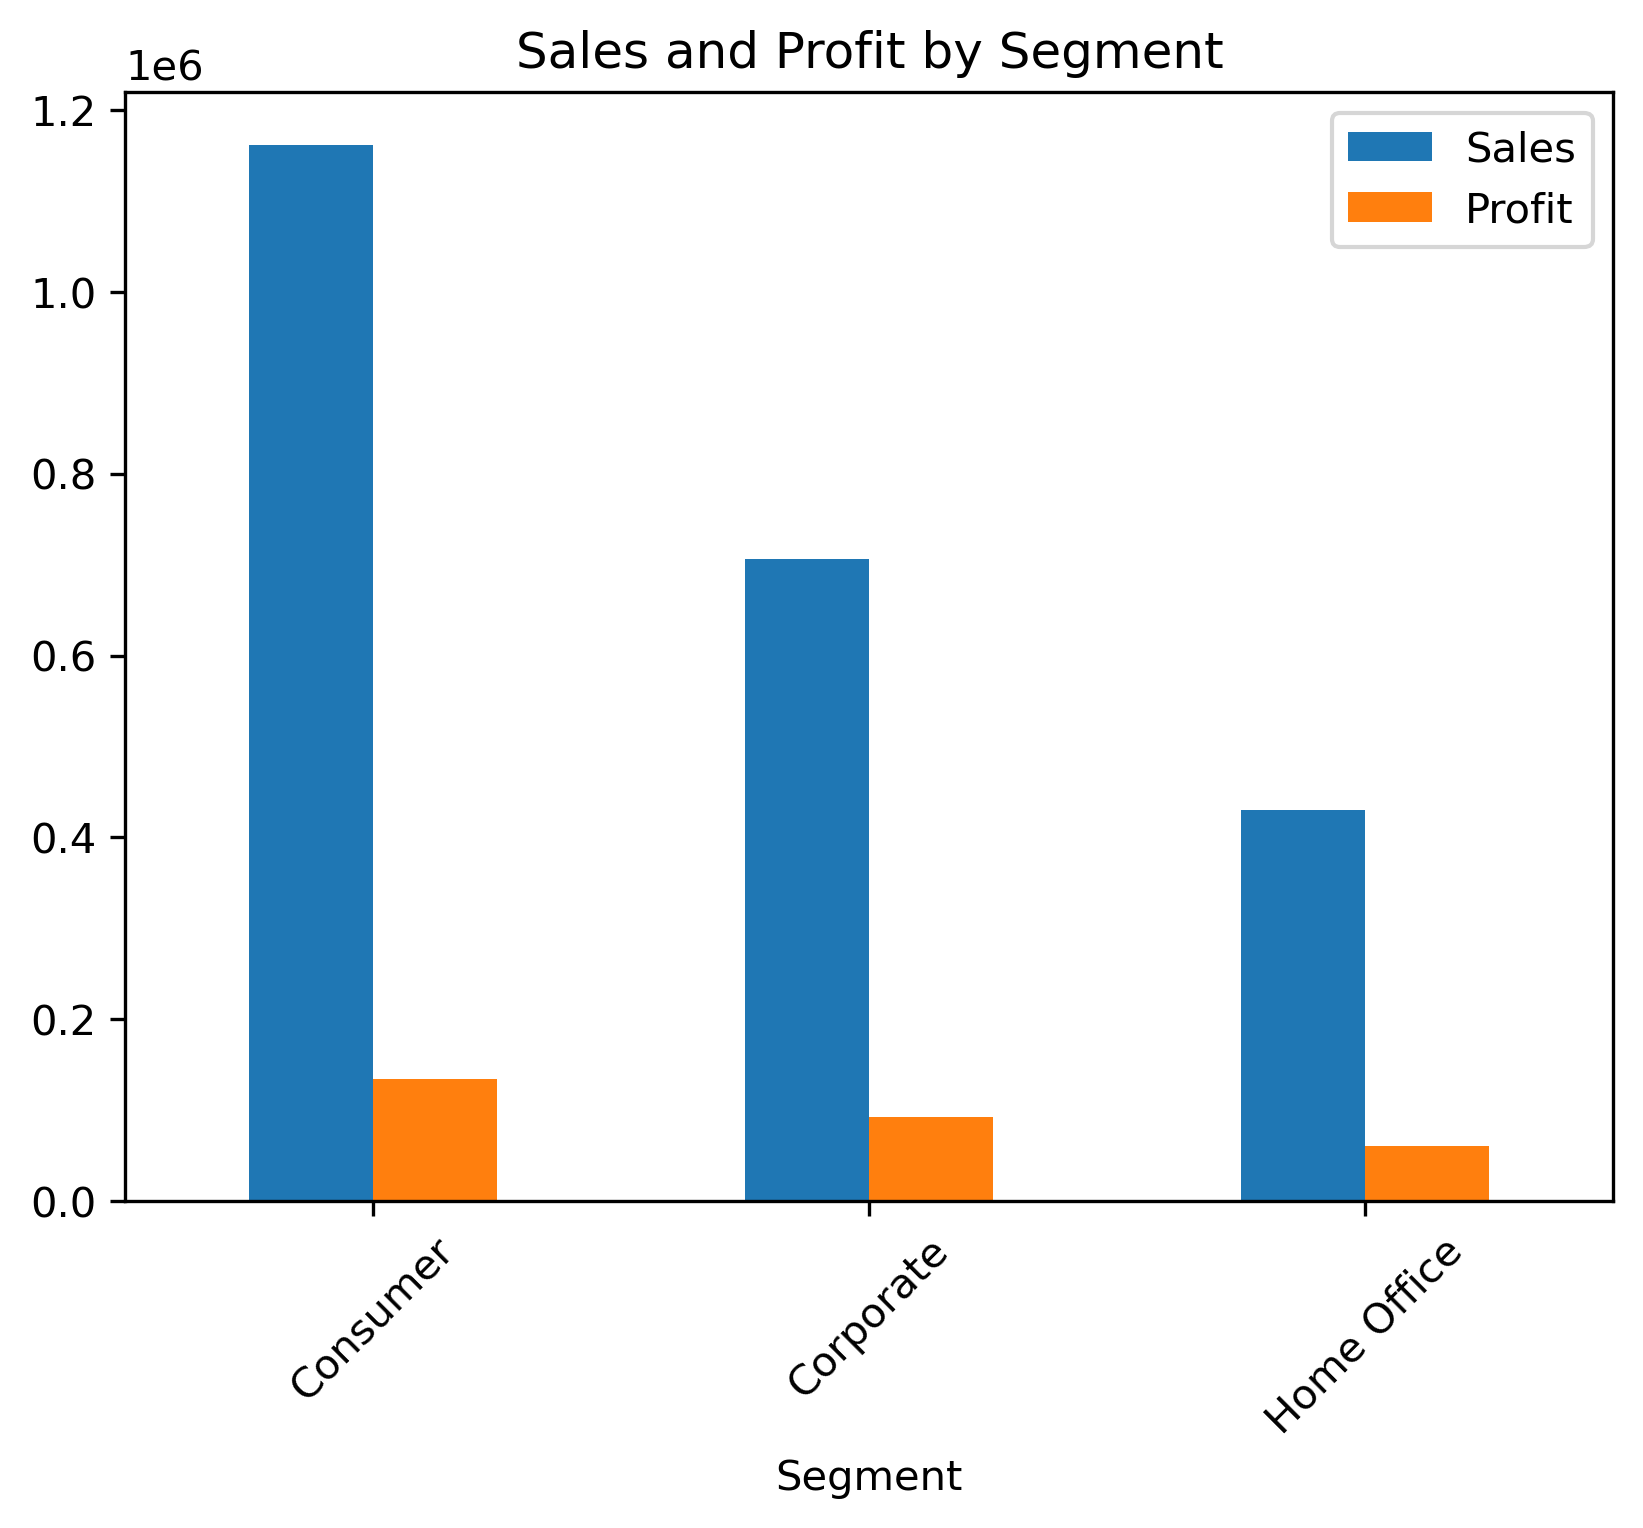 Sales and Profit by Segment
1e6
1.2
1.0
0.8
0.6
0.4
0.2
0.0
Sales
Profit
Consumer
Corporate
Home Office
Segment